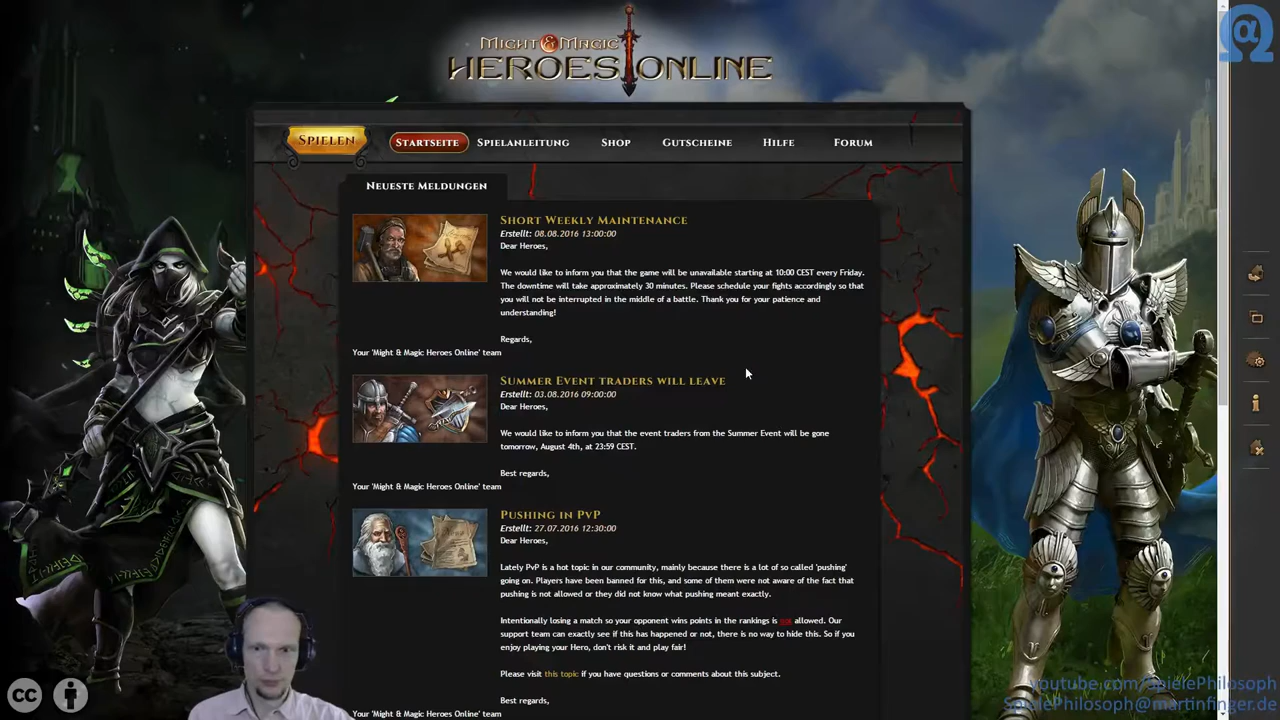 Might & Magic
Heroes Online
@
Spielen
Startseite
Spielanleitung
Shop
Gutscheine
Hilfe
Forum
Neueste Meldungen
Short Weekly Maintenance
Erstellt: 08.08.2016 13:00:00
Dear Heroes,
We would like to inform you that the game will be unavailable starting at 10:00 CEST every Friday.
The downtime will take approximately 30 minutes. Please schedule your fights accordingly so
that you will not be interrupted in the middle of a battle. Thank you for your patience and
understanding!
Regards,
Your 'Might & Magic Heroes Online' team
Summer Event traders will leave
Erstellt: 03.08.2016 09:00:00
Dear Heroes,
We would like to inform you that the event traders from the Summer Event will be gone
tomorrow, August 4th, at 23:59 CEST.
Best regards,
Your 'Might & Magic Heroes Online' team
Pushing in PvP
Erstellt: 27.07.2016 12:30:00
Dear Heroes,
Lately PvP is a hot topic in our community, mainly because there is a lot of so called 'pushing'
going on. Players have been banned for this, and some of them were not aware of the fact that
pushing is not allowed or they did not know what pushing meant exactly.
Intentionally losing a match so your opponent wins points in the rankings is not allowed. Our
support team can exactly see if this has happened or not, there is no way to hide this. So if you
enjoy playing your Hero, don't risk it and play fair!
Please visit this topic if you have questions or comments about this subject.
Best regards,
Your 'Might & Magic Heroes Online' team
cc
youtube.com/SpielePhilosoph
SpielePhilosoph@martinfinger.de